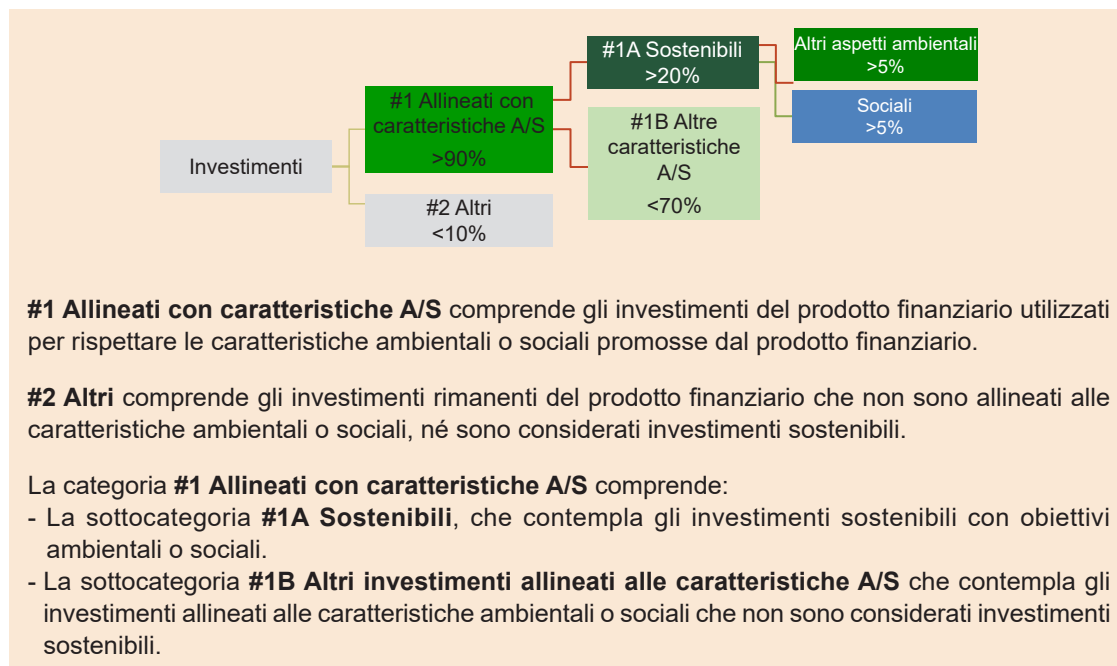 Investimenti
#1 Allineati con
caratteristiche A/S
>90%
#2 Altri
<10%
#1A Sostenibili
>20%
#1B Altre
caratteristiche
A/S
<70%
Altri aspetti ambientali
>5%
Sociali
>5%
#1 Allineati con caratteristiche A/S comprende gli investimenti del prodotto finanziario utilizzati
per rispettare le caratteristiche ambientali o sociali promosse dal prodotto finanziario.
#2 Altri comprende gli investimenti rimanenti del prodotto finanziario che non sono allineati alle
caratteristiche ambientali o sociali, né sono considerati investimenti sostenibili.
La categoria #1 Allineati con caratteristiche A/S comprende:
- La sottocategoria #1A Sostenibili, che contempla gli investimenti sostenibili con obiettivi
ambientali o sociali.
- La sottocategoria #1B Altri investimenti allineati alle caratteristiche A/S che contempla gli
investimenti allineati alle caratteristiche ambientali o sociali che non sono considerati investimenti
sostenibili.